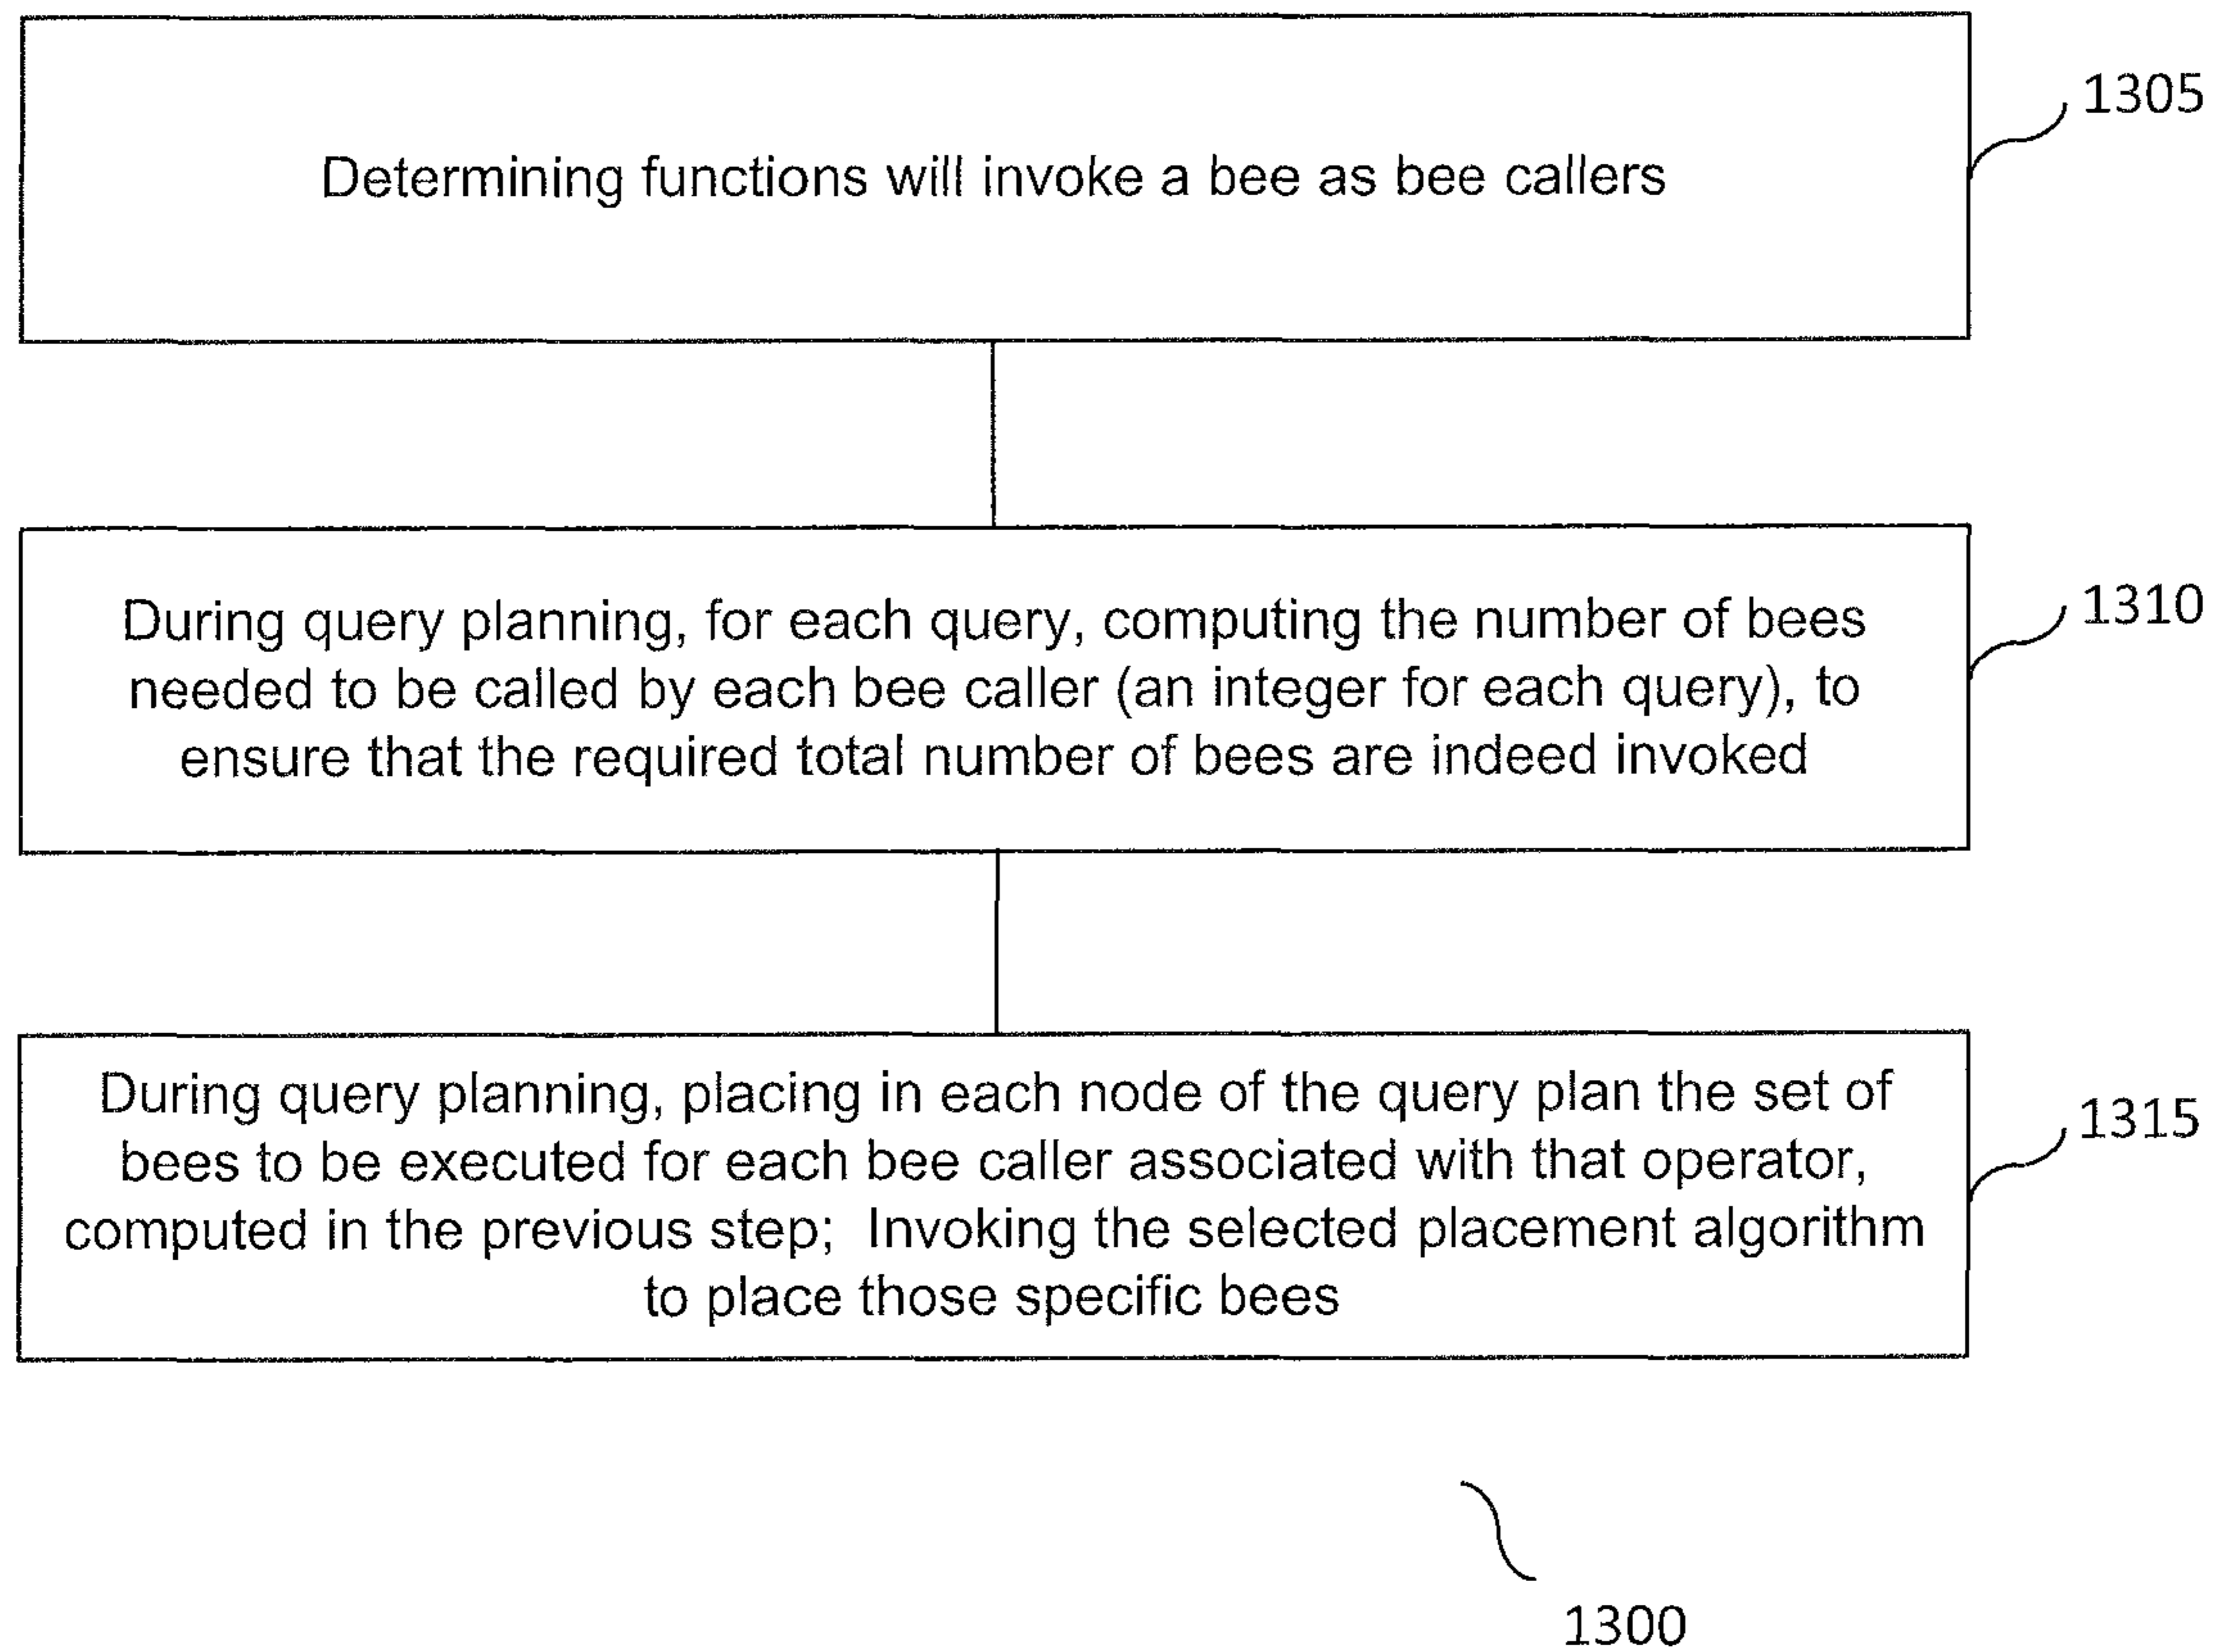 1305
Determining functions will invoke a bee as bee callers
1310
During query planning, for each query, computing the number of bees
needed to be called by each bee caller (an integer for each query), to
ensure that the required total number of bees are indeed invoked
1315
During query planning, placing in each node of the query plan the set of
bees to be executed for each bee caller associated with that operator,
computed in the previous step; Invoking the selected placement algorithm
to place those specific bees
1300